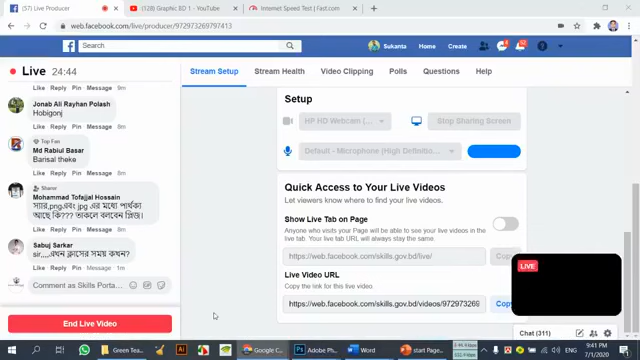 (57) Live Producer
(328) Graphic BD 1 - YouTube
Internet Speed Test | Fast.com
web.facebook.com/live/producer/972973269797413
Search
Sukanta
Home
Create
Live 24:44
Stream Setup
Stream Health
Video Clipping
Polls
Questions
Help
Like Reply Pin Message 9m
Jonab Ali Rayhan Polash
Hobigonj
Like Reply Pin Message 8m
Top Fan
Md Rabiul Basar
Barisal theke
Like Reply Pin Message 8m
Sharer
Mohammad Tofajjal Hossain
স্যার,png এবং jpg এর মধ্যে পার্থক্য
আছে কি??? তাকলে বলবেন প্লিজ।
Like Reply Pin Message 2m
Sabuj Sarkar
sir,,,,এখন ক্লাসের সময় কখন?
Like Reply Pin Message 1m
Comment as Skills Porta...
End Live Video
Setup
HP HD Webcam (...
Stop Sharing Screen
Default - Microphone (High Definition...
Quick Access to Your Live Videos
Let viewers know where to find your live videos.
Show Live Tab on Page
Anyone who visits your Page will be able to see your live videos in the
live tab. Your live tab URL will always stay the same.
https://web.facebook.com/skills.gov.bd/live/
Live Video URL
Copy the link for this live video.
https://web.facebook.com/skills.gov.bd/videos/972973269
LIVE
Chat (311)
Green Tea...
Google C...
Adobe Ph...
Word
start Page...
ENG
9:41 PM
7/1/2020